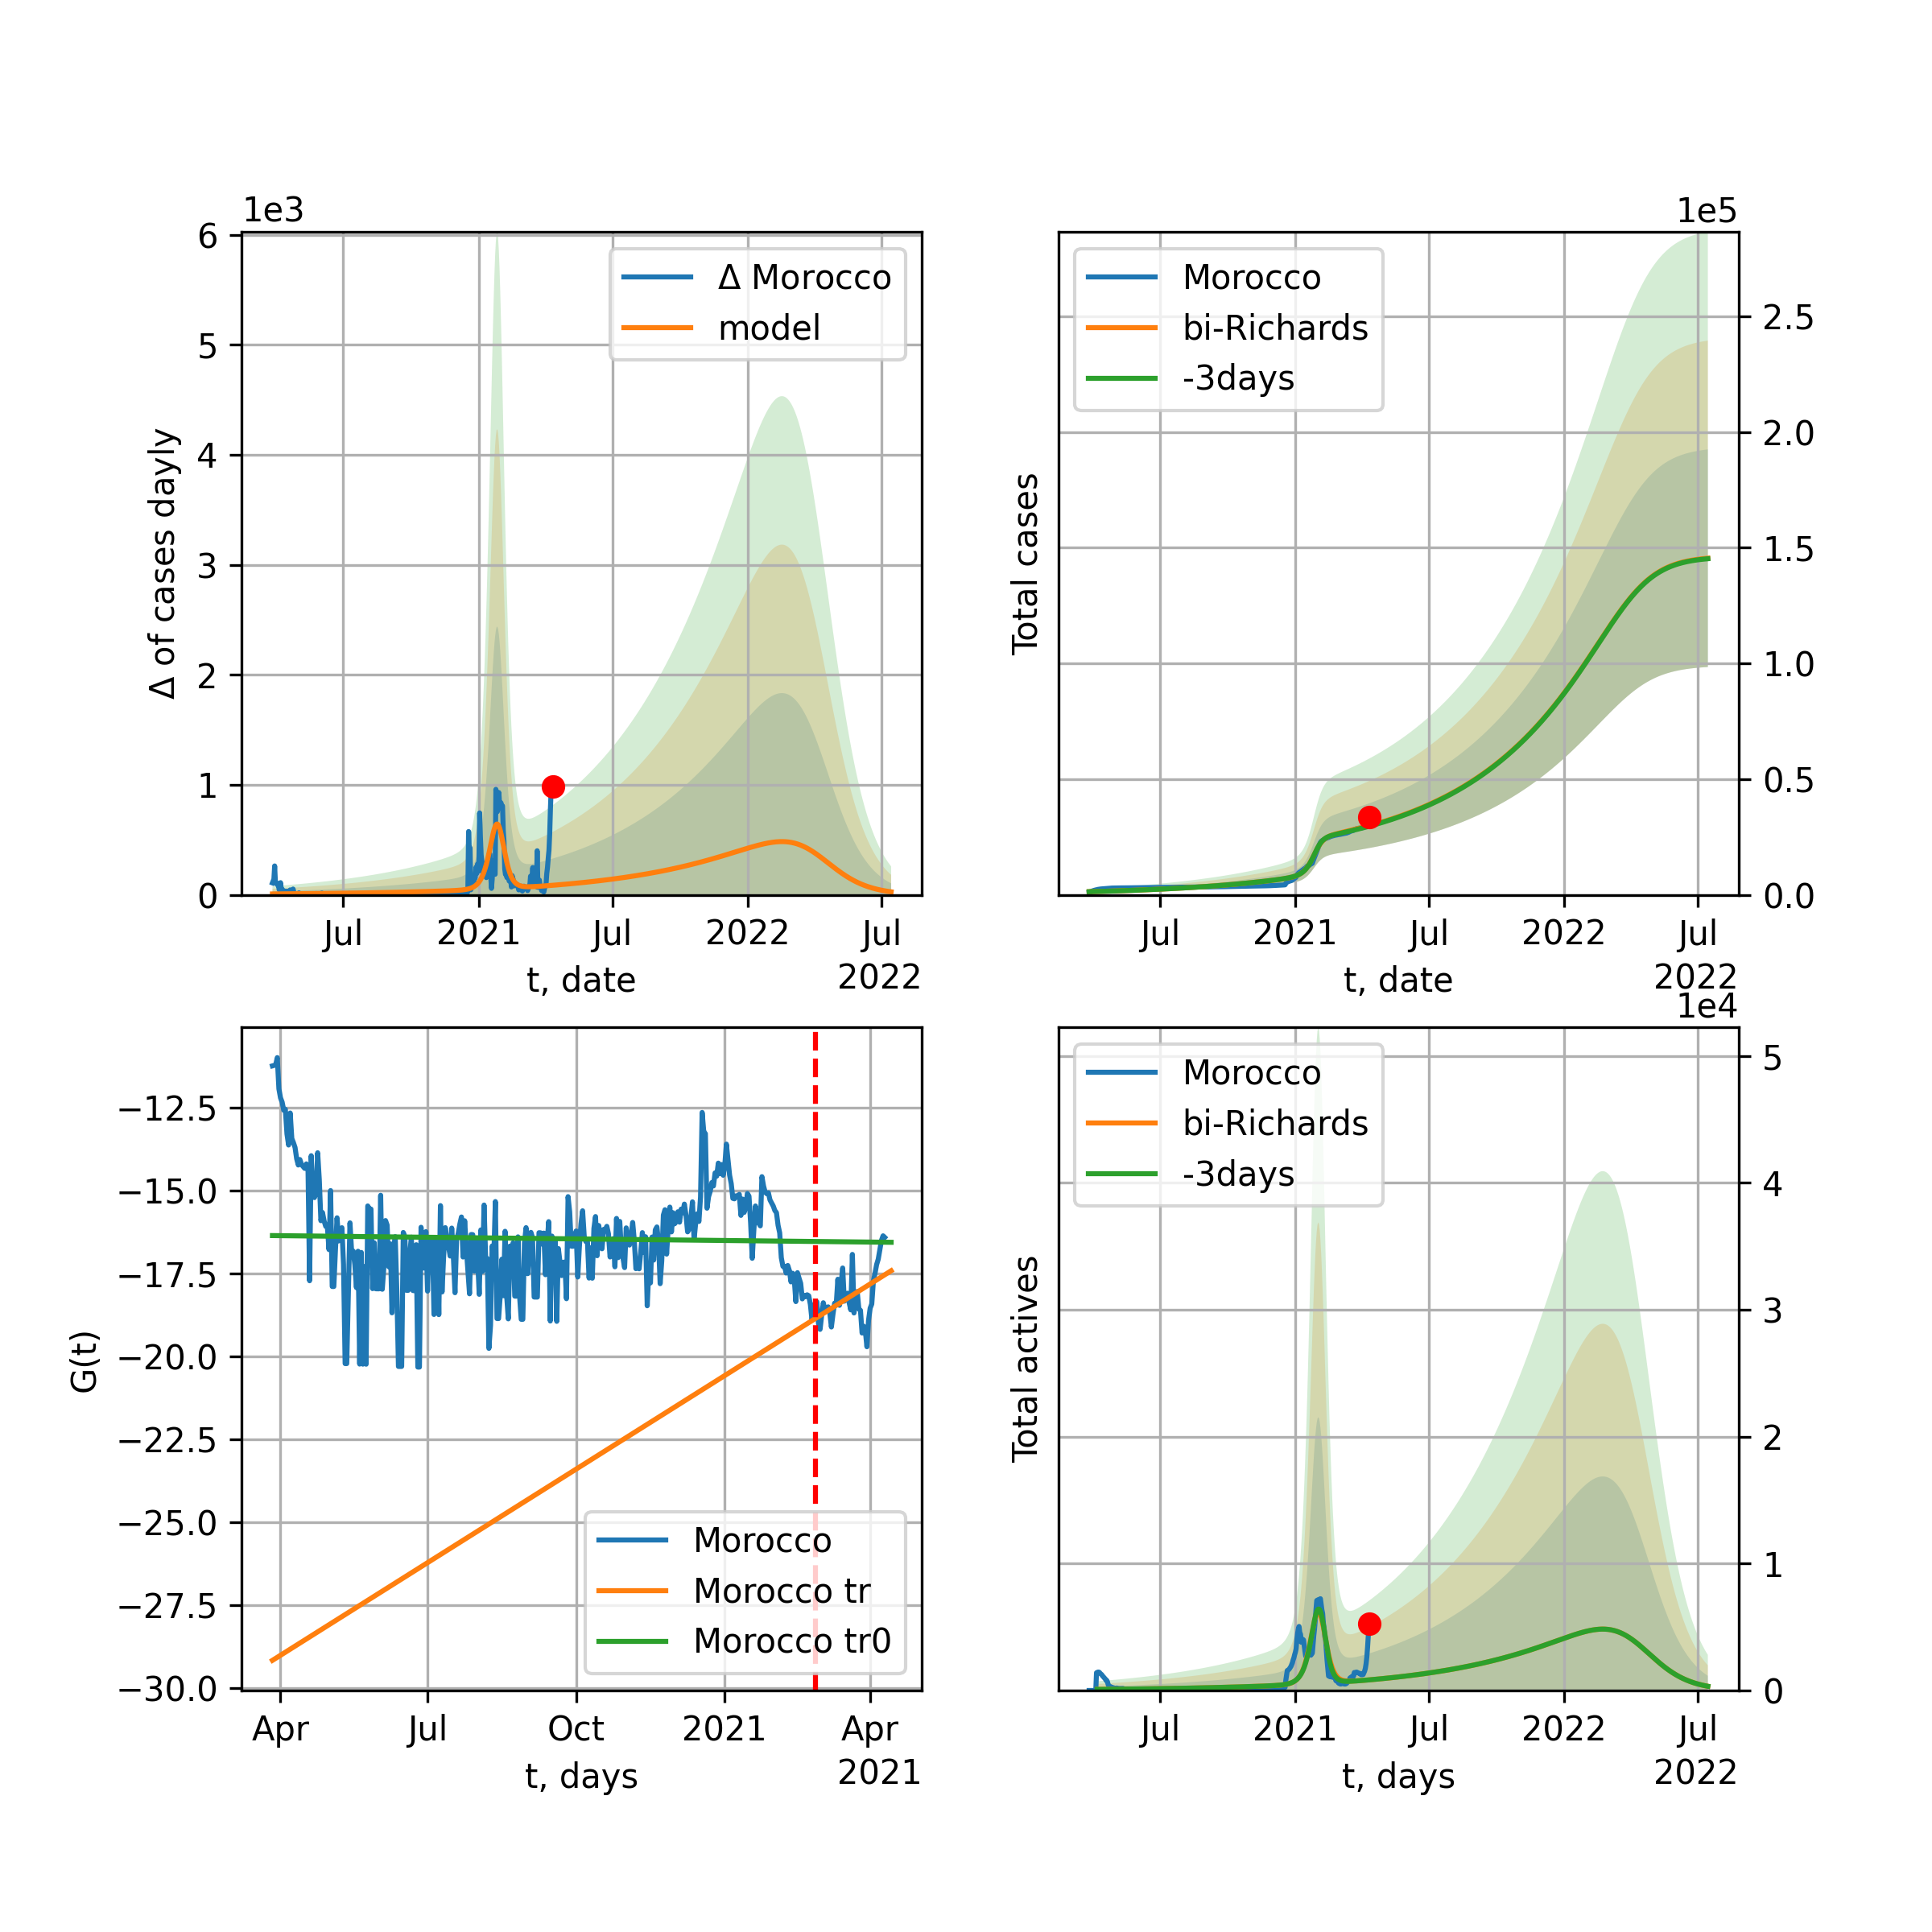 1e3
6
5
4
3
2
1
0
Δ of cases dayly
Δ Morocco
model
Jul
2021
Jul
2022
Jul
2022
t, date
1e5
Morocco
bi-Richards
-3days
Total cases
2.5
2.0
1.5
1.0
0.5
0.0
Jul
2021
Jul
2022
Jul
2022
t, date
−12.5
−15.0
−17.5
−20.0
−22.5
−25.0
−27.5
−30.0
G(t)
Morocco
Morocco tr
Morocco tr0
Apr
Jul
Oct
2021
Apr
2021
t, days
1e4
Morocco
bi-Richards
-3days
Total actives
5
4
3
2
1
0
Jul
2021
Jul
2022
Jul
2022
t, days